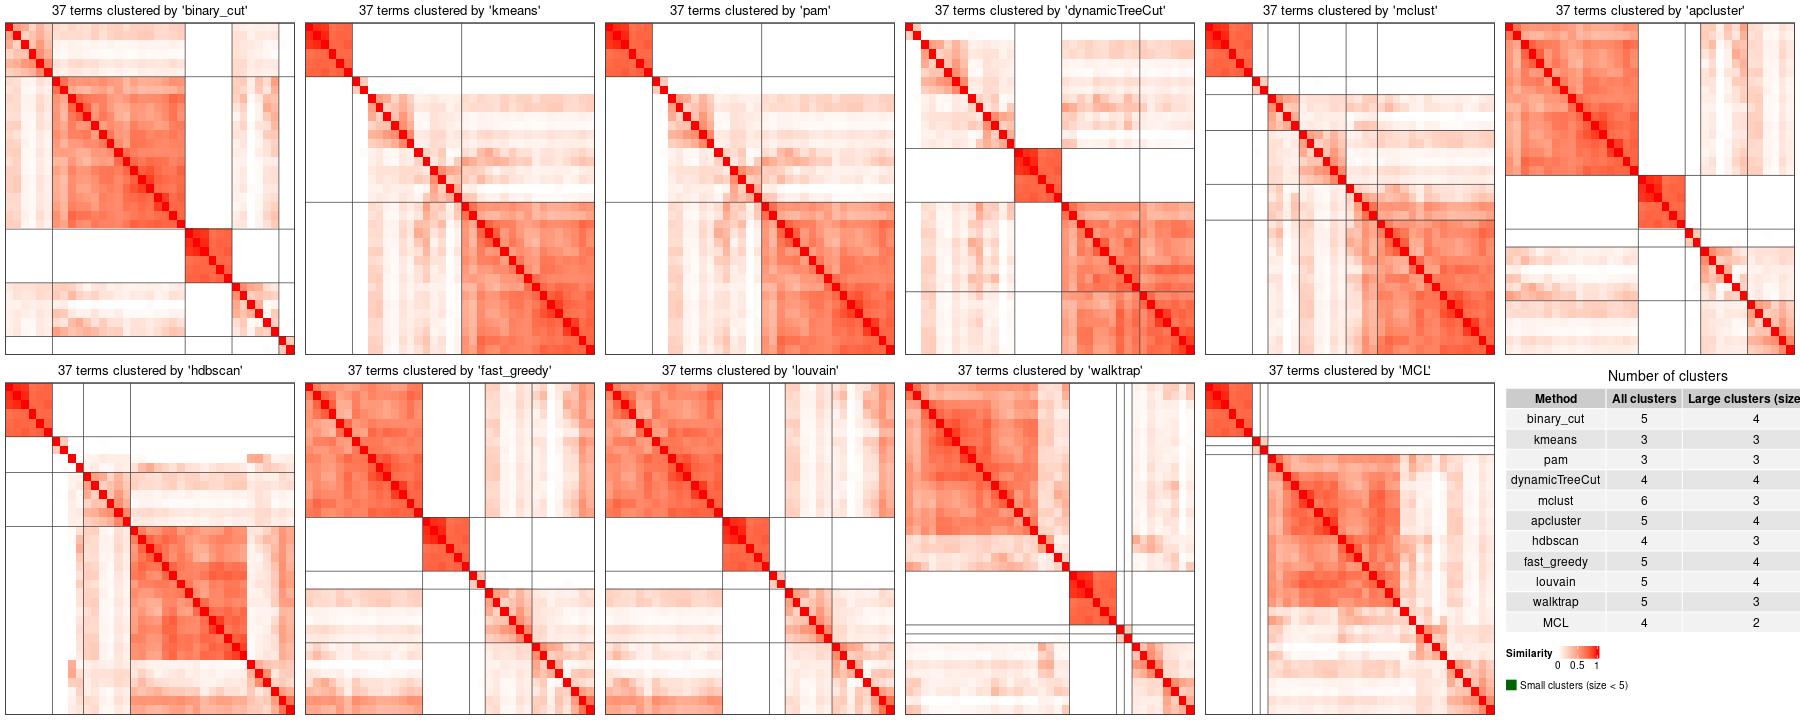 37 terms clustered by 'binary_cut'
37 terms clustered by 'kmeans'
37 terms clustered by 'pam'
37 terms clustered by 'dynamicTreeCut'
37 terms clustered by 'mclust'
37 terms clustered by 'apcluster'
37 terms clustered by 'hdbscan'
37 terms clustered by 'fast_greedy'
37 terms clustered by 'louvain'
37 terms clustered by 'walktrap'
37 terms clustered by 'MCL'
Number of clusters
Method All clusters Large clusters (size
binary_cut 5 4
kmeans 3 3
pam 3 3
dynamicTreeCut 4 4
mclust 6 3
apcluster 5 4
hdbscan 4 3
fast_greedy 5 4
louvain 5 4
walktrap 5 3
MCL 4 2
Similarity
0 0.5 1
Small clusters (size < 5)